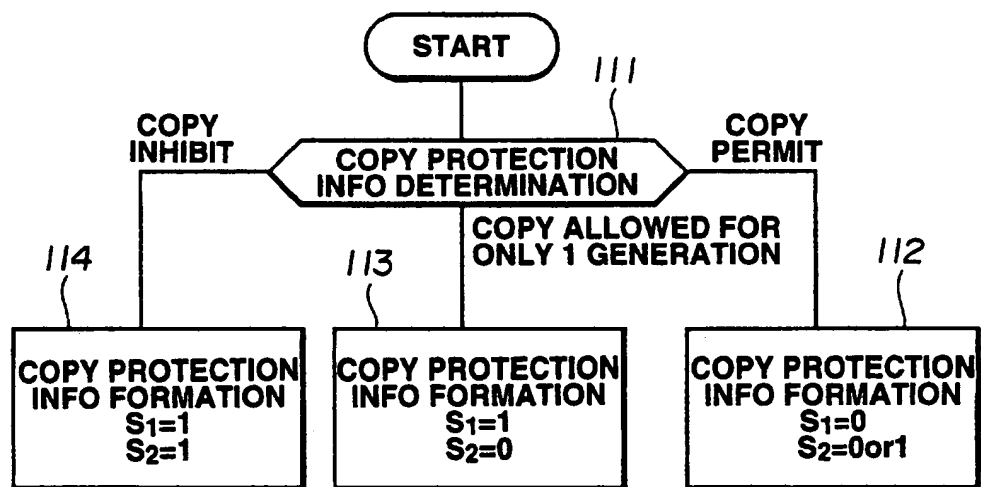 START
111
COPY
INHIBIT
COPY PROTECTION
INFO DETERMINATION
COPY
PERMIT
COPY ALLOWED FOR
ONLY 1 GENERATION
114
113
112
COPY PROTECTION
INFO FORMATION
S1=1
S2=1
COPY PROTECTION
INFO FORMATION
S1=1
S2=0
COPY PROTECTION
INFO FORMATION
S1=0
S2=0or1